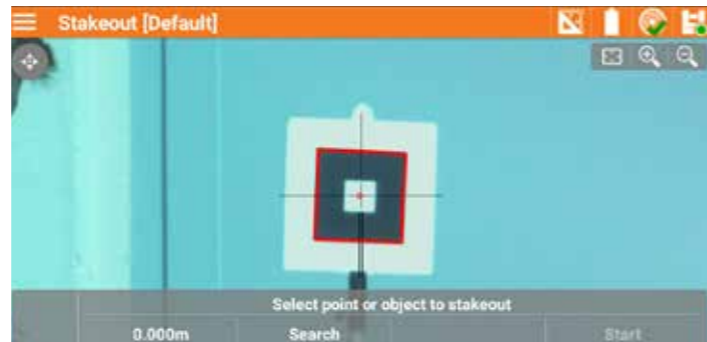 Stakeout [Default]
Select point or object to stakeout
0.000m Search Start